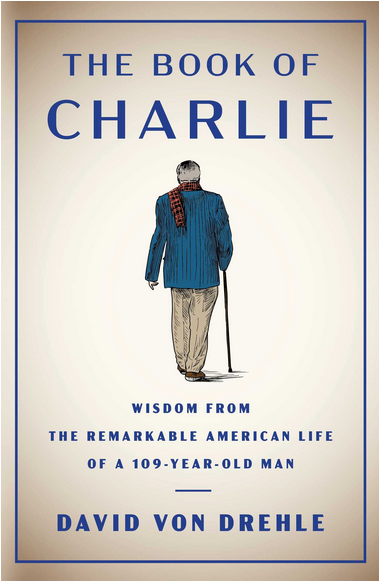 THE BOOK OF
CHARLIE
WISDOM FROM
THE REMARKABLE AMERICAN LIFE
OF A 109-YEAR-OLD MAN
DAVID VON DREHLE